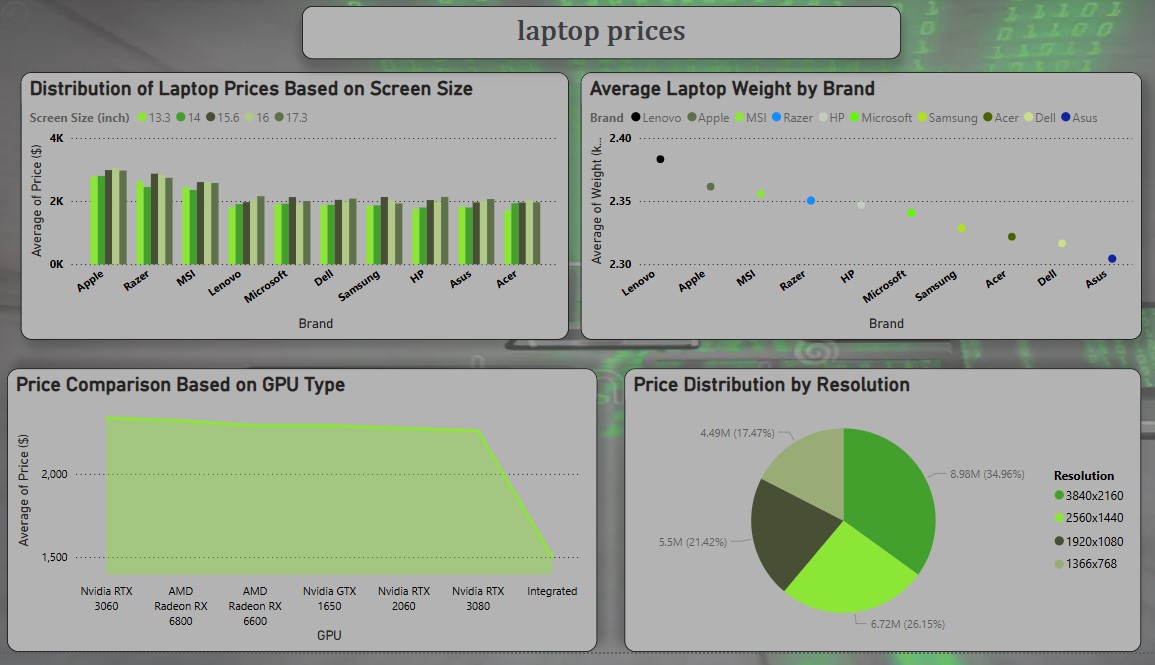 laptop prices
Distribution of Laptop Prices Based on Screen Size
Screen Size (inch) 13.3 14 15.6 16 17.3
4K
2K
0K
Average of Price ($)
Apple Razer MSI Lenovo Microsoft Dell Samsung HP Asus Acer
Brand
Average Laptop Weight by Brand
Brand Lenovo Apple MSI Razer HP Microsoft Samsung Acer Dell Asus
2.40
2.35
2.30
Average of Weight (k...
Lenovo Apple MSI Razer HP Microsoft Samsung Acer Dell Asus
Brand
Price Comparison Based on GPU Type
2,000
1,500
Average of Price ($)
Nvidia RTX AMD AMD Nvidia GTX Nvidia RTX Nvidia RTX Integrated
3060 Radeon RX Radeon RX 1650 2060 3080
6800 6600
GPU
Price Distribution by Resolution
4.49M (17.47%)
8.98M (34.96%)
5.5M (21.42%)
6.72M (26.15%)
Resolution
3840x2160
2560x1440
1920x1080
1366x768